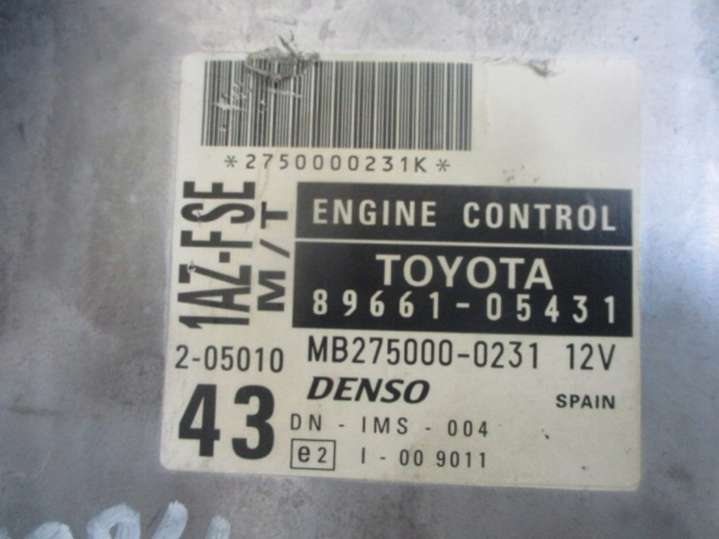 *2750000231K*
1AZ-FSE
M/T
ENGINE CONTROL
TOYOTA
89661-05431
2-05010
MB275000-0231 12V
43
DENSO
SPAIN
DN - IMS - 004
e2 I - 00 9011